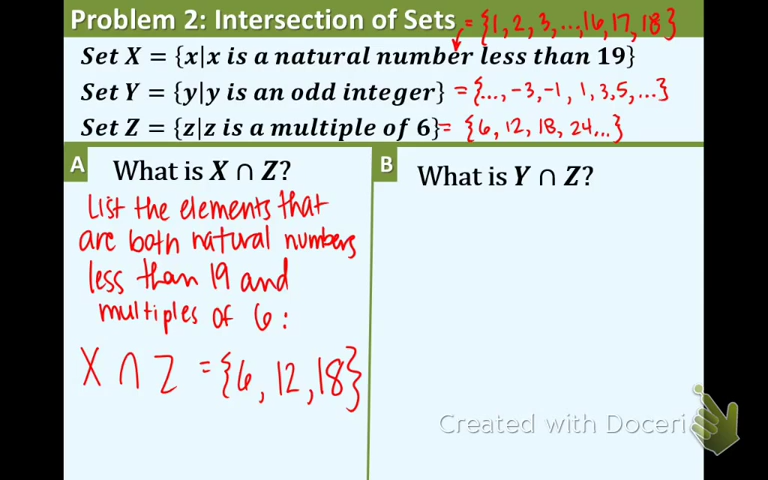 Problem 2: Intersection of Sets = {1, 2, 3, ..., 16, 17, 18}
Set X = {x|x is a natural number less than 19}
Set Y = {y|y is an odd integer} = {..., -3, -1, 1, 3, 5, ...}
Set Z = {z|z is a multiple of 6} = {6, 12, 18, 24...}
A What is X ∩ Z?
List the elements that
are both natural numbers
less than 19 and
multiples of 6:
X ∩ Z = {6, 12, 18}
B What is Y ∩ Z?
Created with Doceri